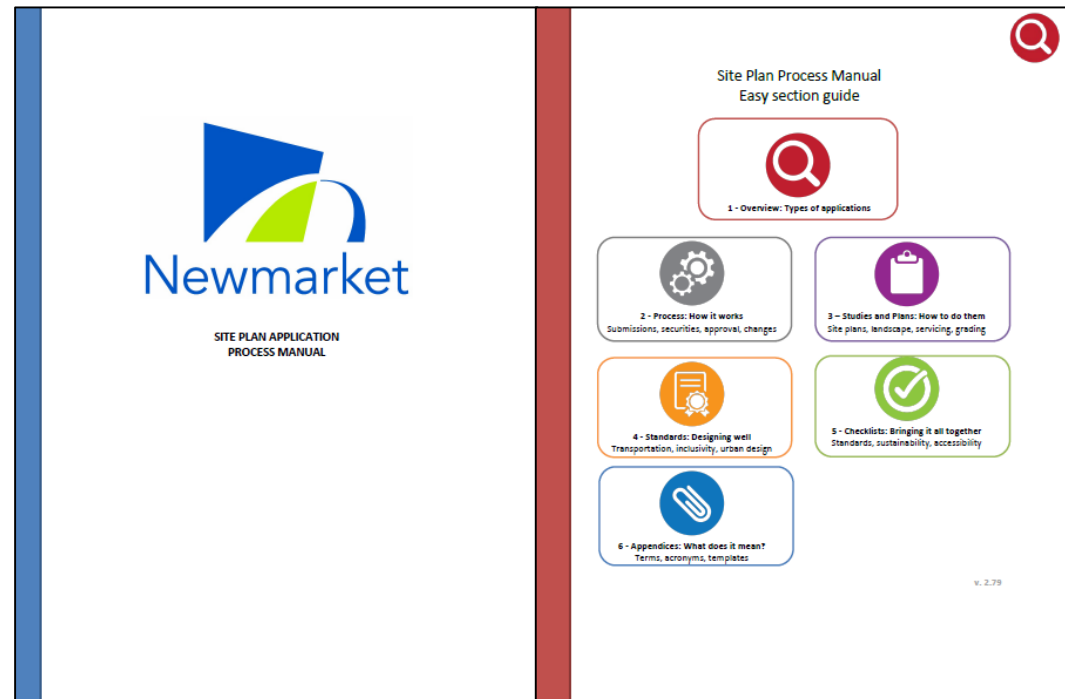 Newmarket
SITE PLAN APPLICATION
PROCESS MANUAL
Site Plan Process Manual
Easy section guide
1 - Overview: Types of applications
2 - Process: How it works
Submissions, securities, approval, changes
3 – Studies and Plans: How to do them
Site plans, landscape, servicing, grading
4 - Standards: Designing well
Transportation, inclusivity, urban design
5 - Checklists: Bringing it all together
Standards, sustainability, accessibility
6 - Appendices: What does it mean?
Terms, acronyms, templates
v. 2.79